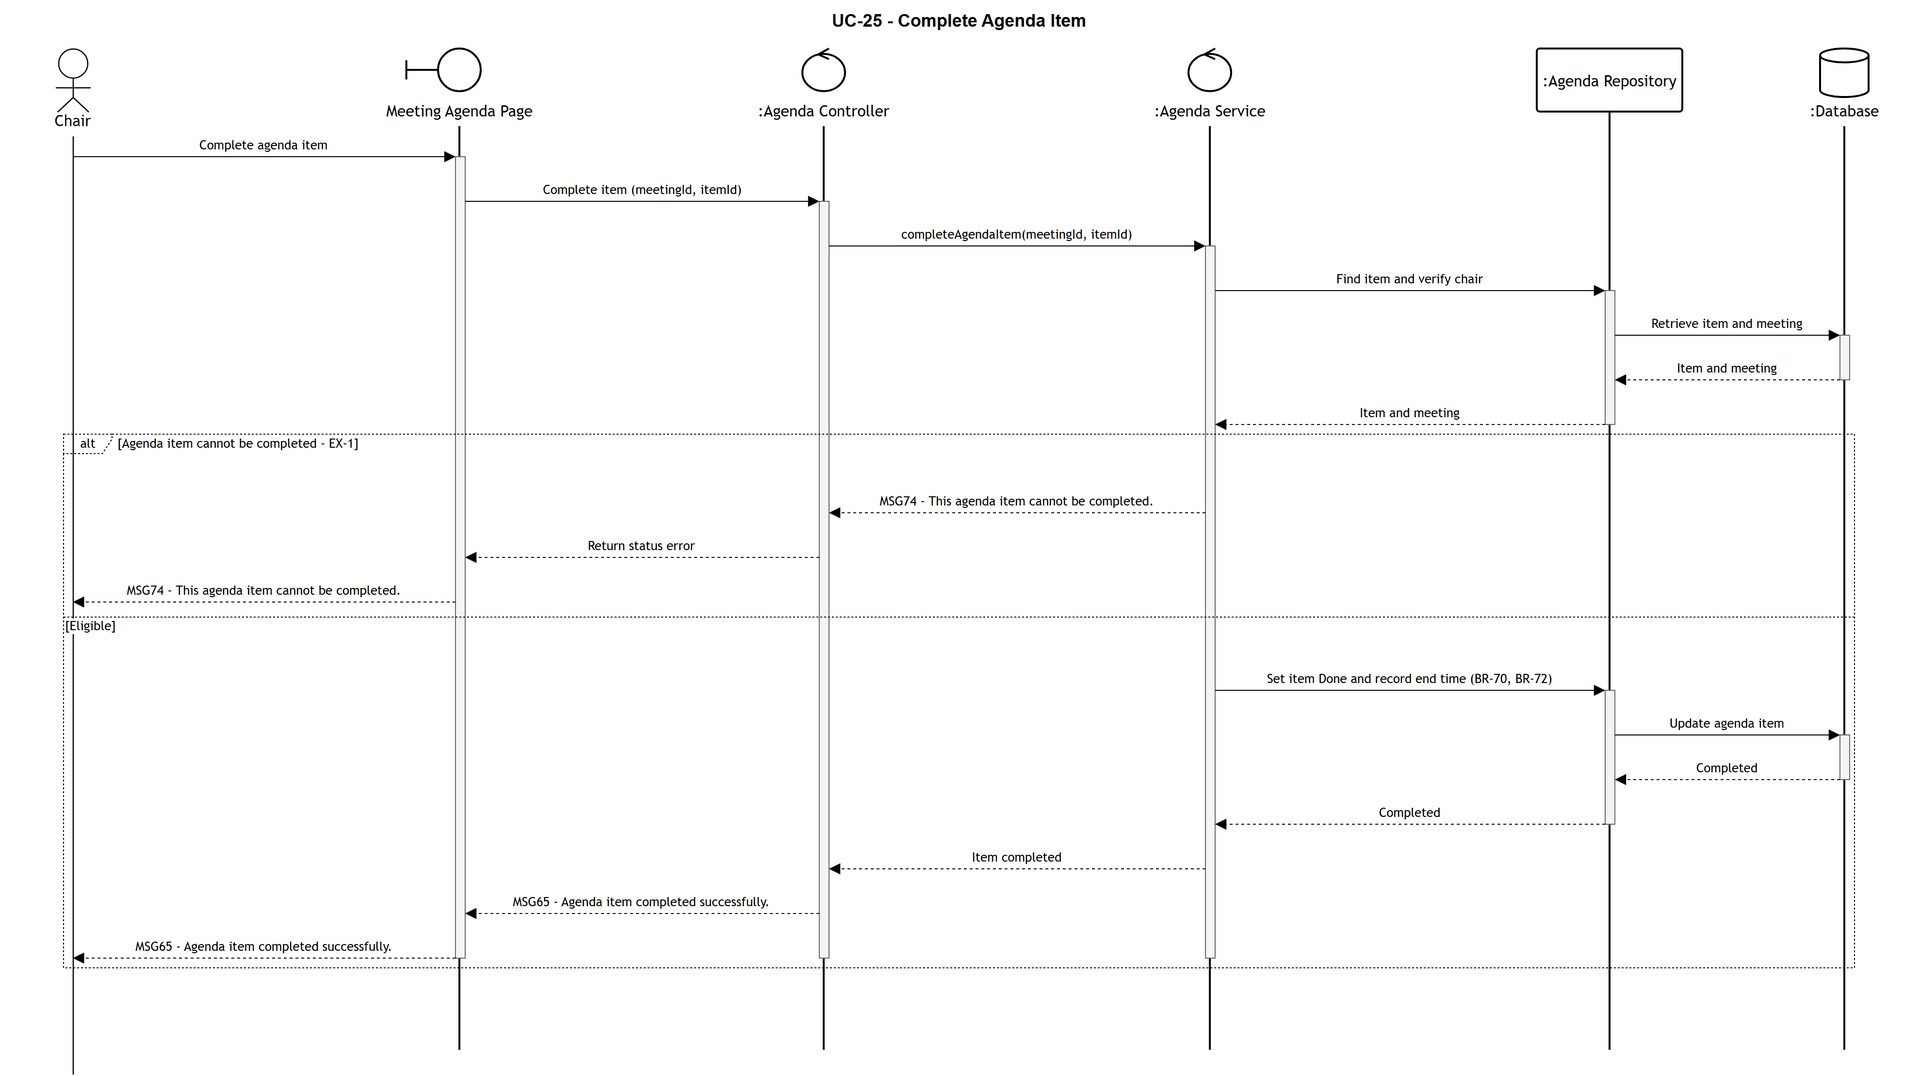 UC-25 - Complete Agenda Item
Chair
Meeting Agenda Page
:Agenda Controller
:Agenda Service
:Agenda Repository
:Database
Complete agenda item
Complete item (meetingId, itemId)
completeAgendaItem(meetingId, itemId)
Find item and verify chair
Retrieve item and meeting
Item and meeting
Item and meeting
alt
[Agenda item cannot be completed - EX-1]
MSG74 - This agenda item cannot be completed.
Return status error
MSG74 - This agenda item cannot be completed.
[Eligible]
Set item Done and record end time (BR-70, BR-72)
Update agenda item
Completed
Completed
Item completed
MSG65 - Agenda item completed successfully.
MSG65 - Agenda item completed successfully.